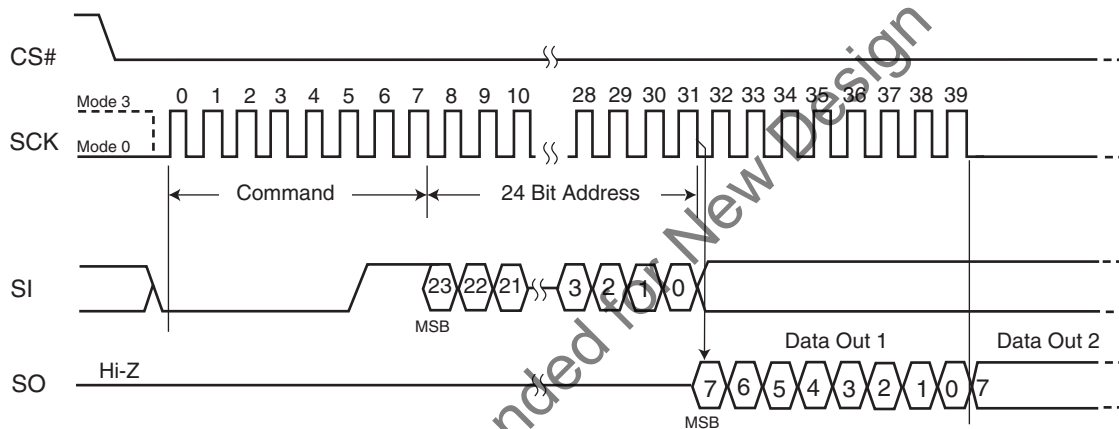 CS#
Mode 3
0 1 2 3 4 5 6 7 8 9 10 28 29 30 31 32 33 34 35 36 37 38 39
SCK
Mode 0
Command
24 Bit Address
SI
23 22 21 3 2 1 0
MSB
Data Out 1
Data Out 2
SO
Hi-Z
7 6 5 4 3 2 1 0 7
MSB
nded for New Design